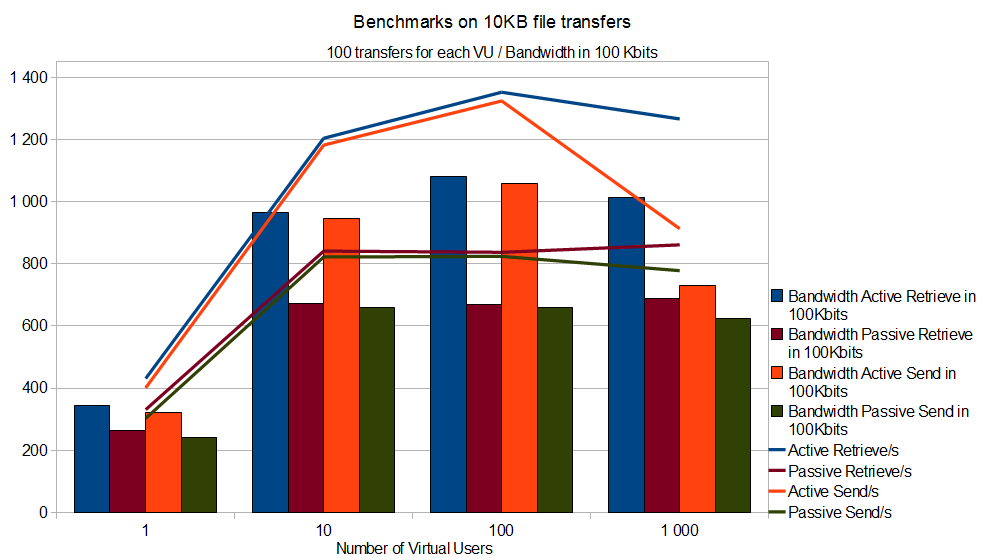 Benchmarks on 10KB file transfers
100 transfers for each VU / Bandwidth in 100 Kbits
1 400
1 200
1 000
800
600
400
200
0
1
10
100
1 000
Number of Virtual Users
Bandwidth Active Retrieve in
100Kbits
Bandwidth Passive Retrieve
in 100Kbits
Bandwidth Active Send in
100Kbits
Bandwidth Passive Send in
100Kbits
Active Retrieve/s
Passive Retrieve/s
Active Send/s
Passive Send/s